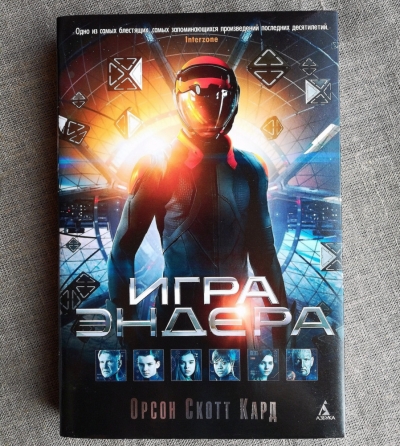 Одно из самых блестящих, самых запоминающихся произведений последних десятилетий.
Interzone
ИГРА
ЭНДЕРА
Орсон Скотт Кард
АЗБУКА